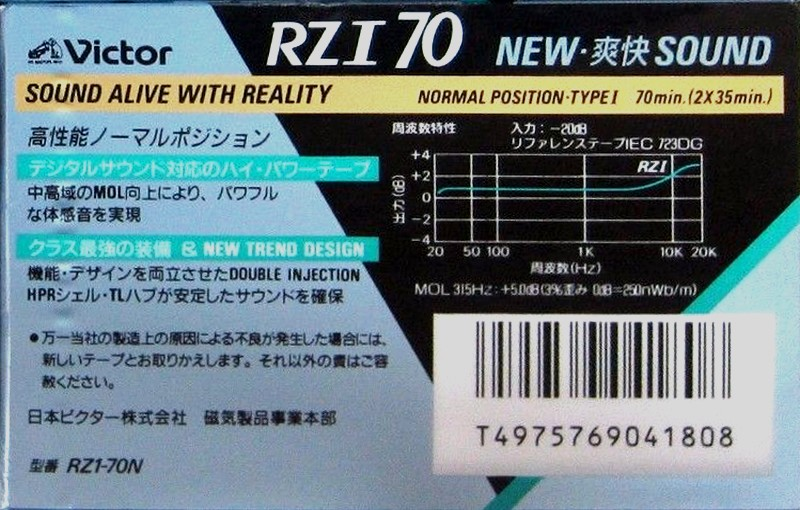 Victor
RZI 70
NEW・爽快 SOUND
SOUND ALIVE WITH REALITY
NORMAL POSITION・TYPE I 70min.(2X35min.)
高性能ノーマルポジション
デジタルサウンド対応のハイ・パワーテープ
中高域のMOL向上により、パワフル
な体感音を実現
クラス最強の装備 & NEW TREND DESIGN
機能・デザインを両立させたDOUBLE INJECTION
HPRシェル・TLハブが安定したサウンドを確保
●万一当社の製造上の原因による不良が発生した場合には、
新しいテープとお取りかえします。それ以外の責はご容
赦ください。
日本ビクター株式会社 磁気製品事業本部
型番 RZ1-70N
周波数特性 入力:-20dB
リファレンステープIEC 723DG
出力(dB)
+4
+2
0
-2
-4
RZI
20 50 100 1K 10K 20K
周波数(Hz)
MOL 315Hz:+5.0dB(3%歪み 0dB=250nWb/m)
T4975769041808